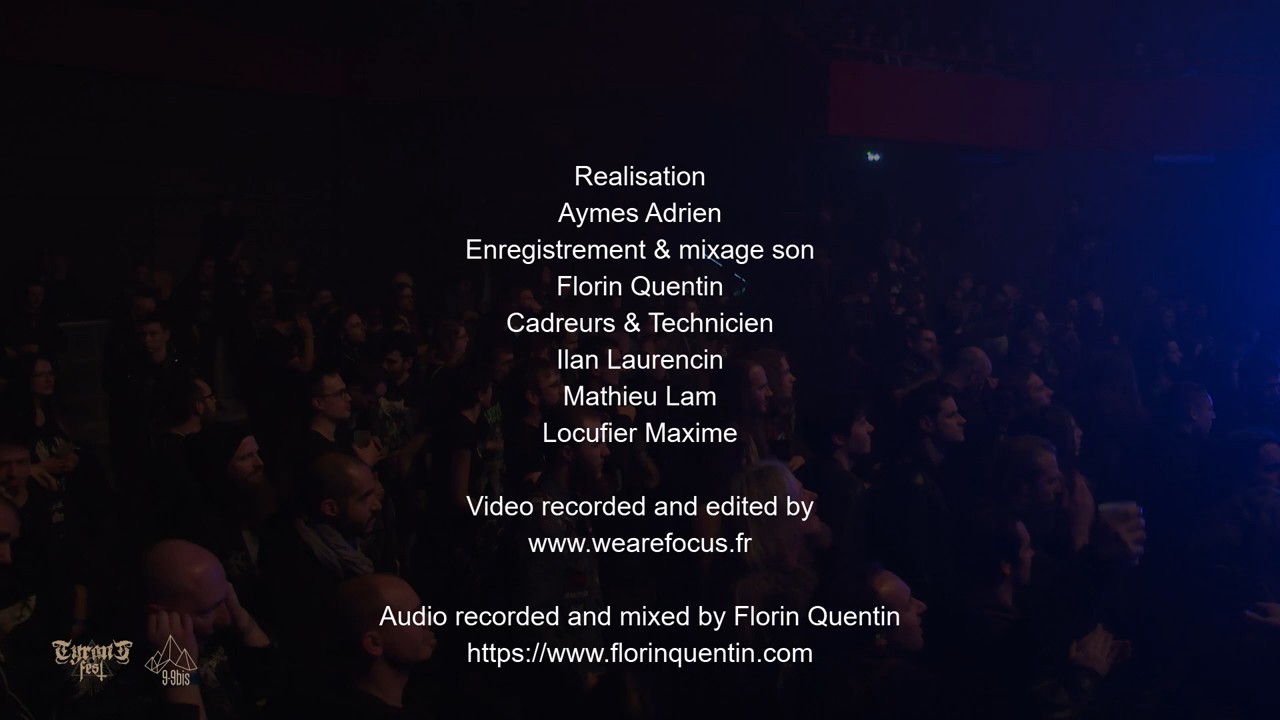 Realisation
Aymes Adrien
Enregistrement & mixage son
Florin Quentin
Cadreurs & Technicien
Ilan Laurencin
Mathieu Lam
Locufier Maxime
Video recorded and edited by
www.wearefocus.fr
Audio recorded and mixed by Florin Quentin
https://www.florinquentin.com
Tyrant
fest
9-9bis